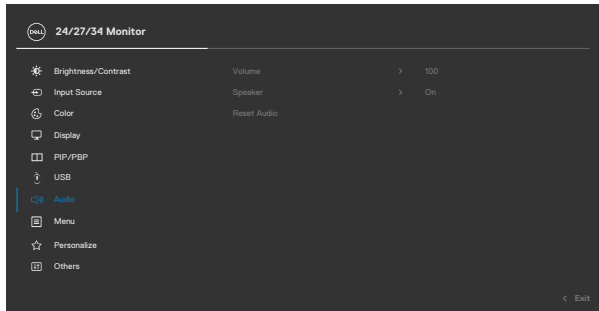 DELL 24/27/34 Monitor
Brightness/Contrast Volume > 100
Input Source Speaker > On
Color Reset Audio
Display
PIP/PBP
USB
Audio
Menu
Personalize
Others
< Exit